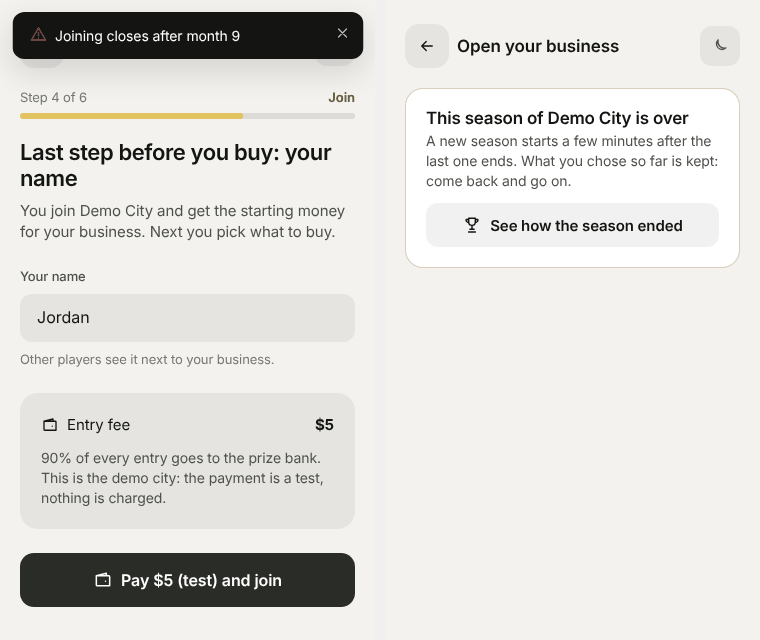 Joining closes after month 9
Step 4 of 6
Join
Last step before you buy: your
name
You join Demo City and get the starting money
for your business. Next you pick what to buy.
Your name
Jordan
Other players see it next to your business.
Entry fee
$5
90% of every entry goes to the prize bank.
This is the demo city: the payment is a test,
nothing is charged.
Pay $5 (test) and join
Open your business
This season of Demo City is over
A new season starts a few minutes after the
last one ends. What you chose so far is kept:
come back and go on.
See how the season ended